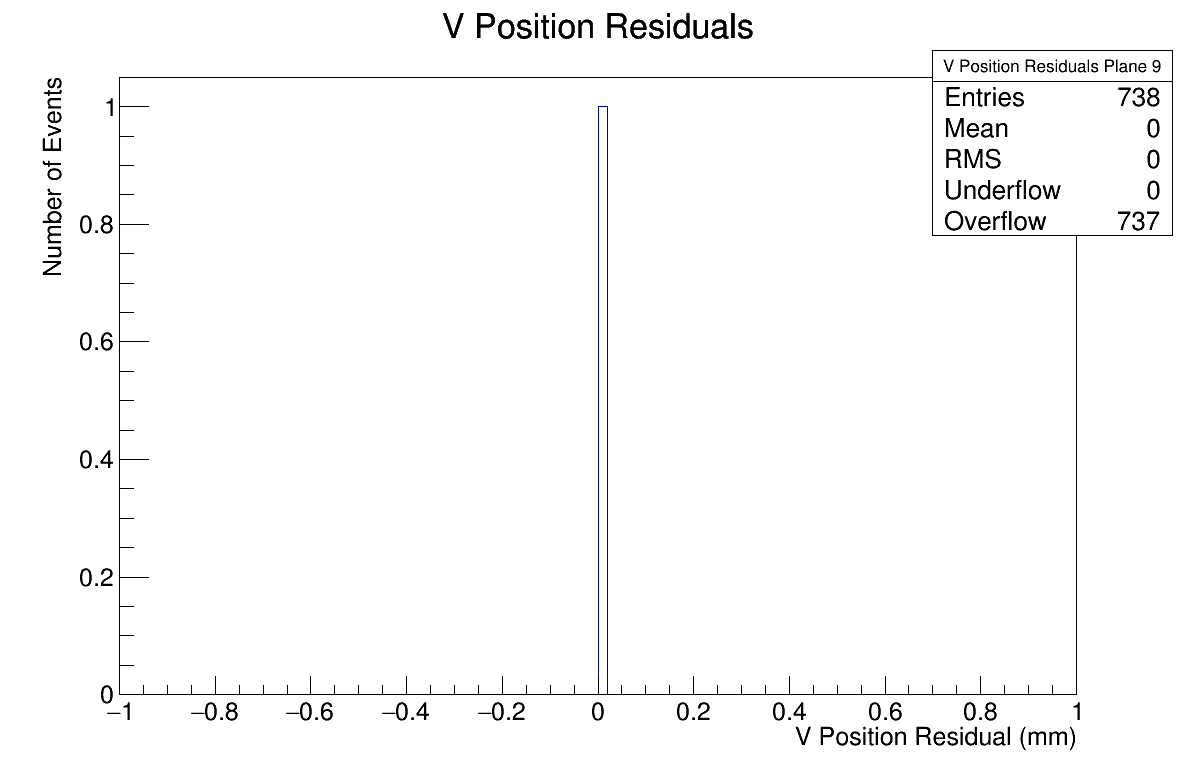 V Position Residuals
V Position Residuals Plane 9
Entries 738
Mean 0
RMS 0
Underflow 0
Overflow 737
Number of Events
1
0.8
0.6
0.4
0.2
0
−1 −0.8 −0.6 −0.4 −0.2 0 0.2 0.4 0.6 0.8 1
V Position Residual (mm)